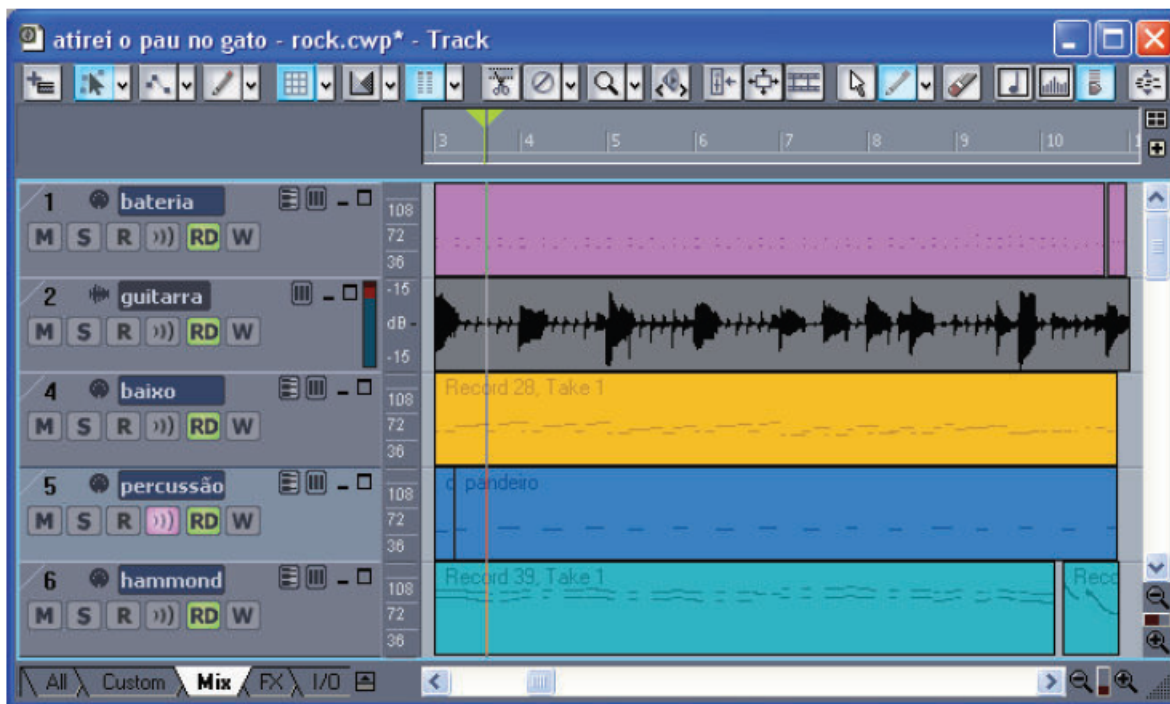 atirei o pau no gato - rock.cwp* - Track
3 4 5 6 7 8 9 10 1
1 bateria
M S R RD W
108
72
36
2 guitarra
M S R RD W
-15
dB -
-15
4 baixo
M S R RD W
108
72
36
Record 28, Take 1
5 percussão
M S R RD W
108
72
36
d pandeiro
6 hammond
M S R RD W
108
72
36
Record 39, Take 1
Reco
All Custom Mix FX I/O